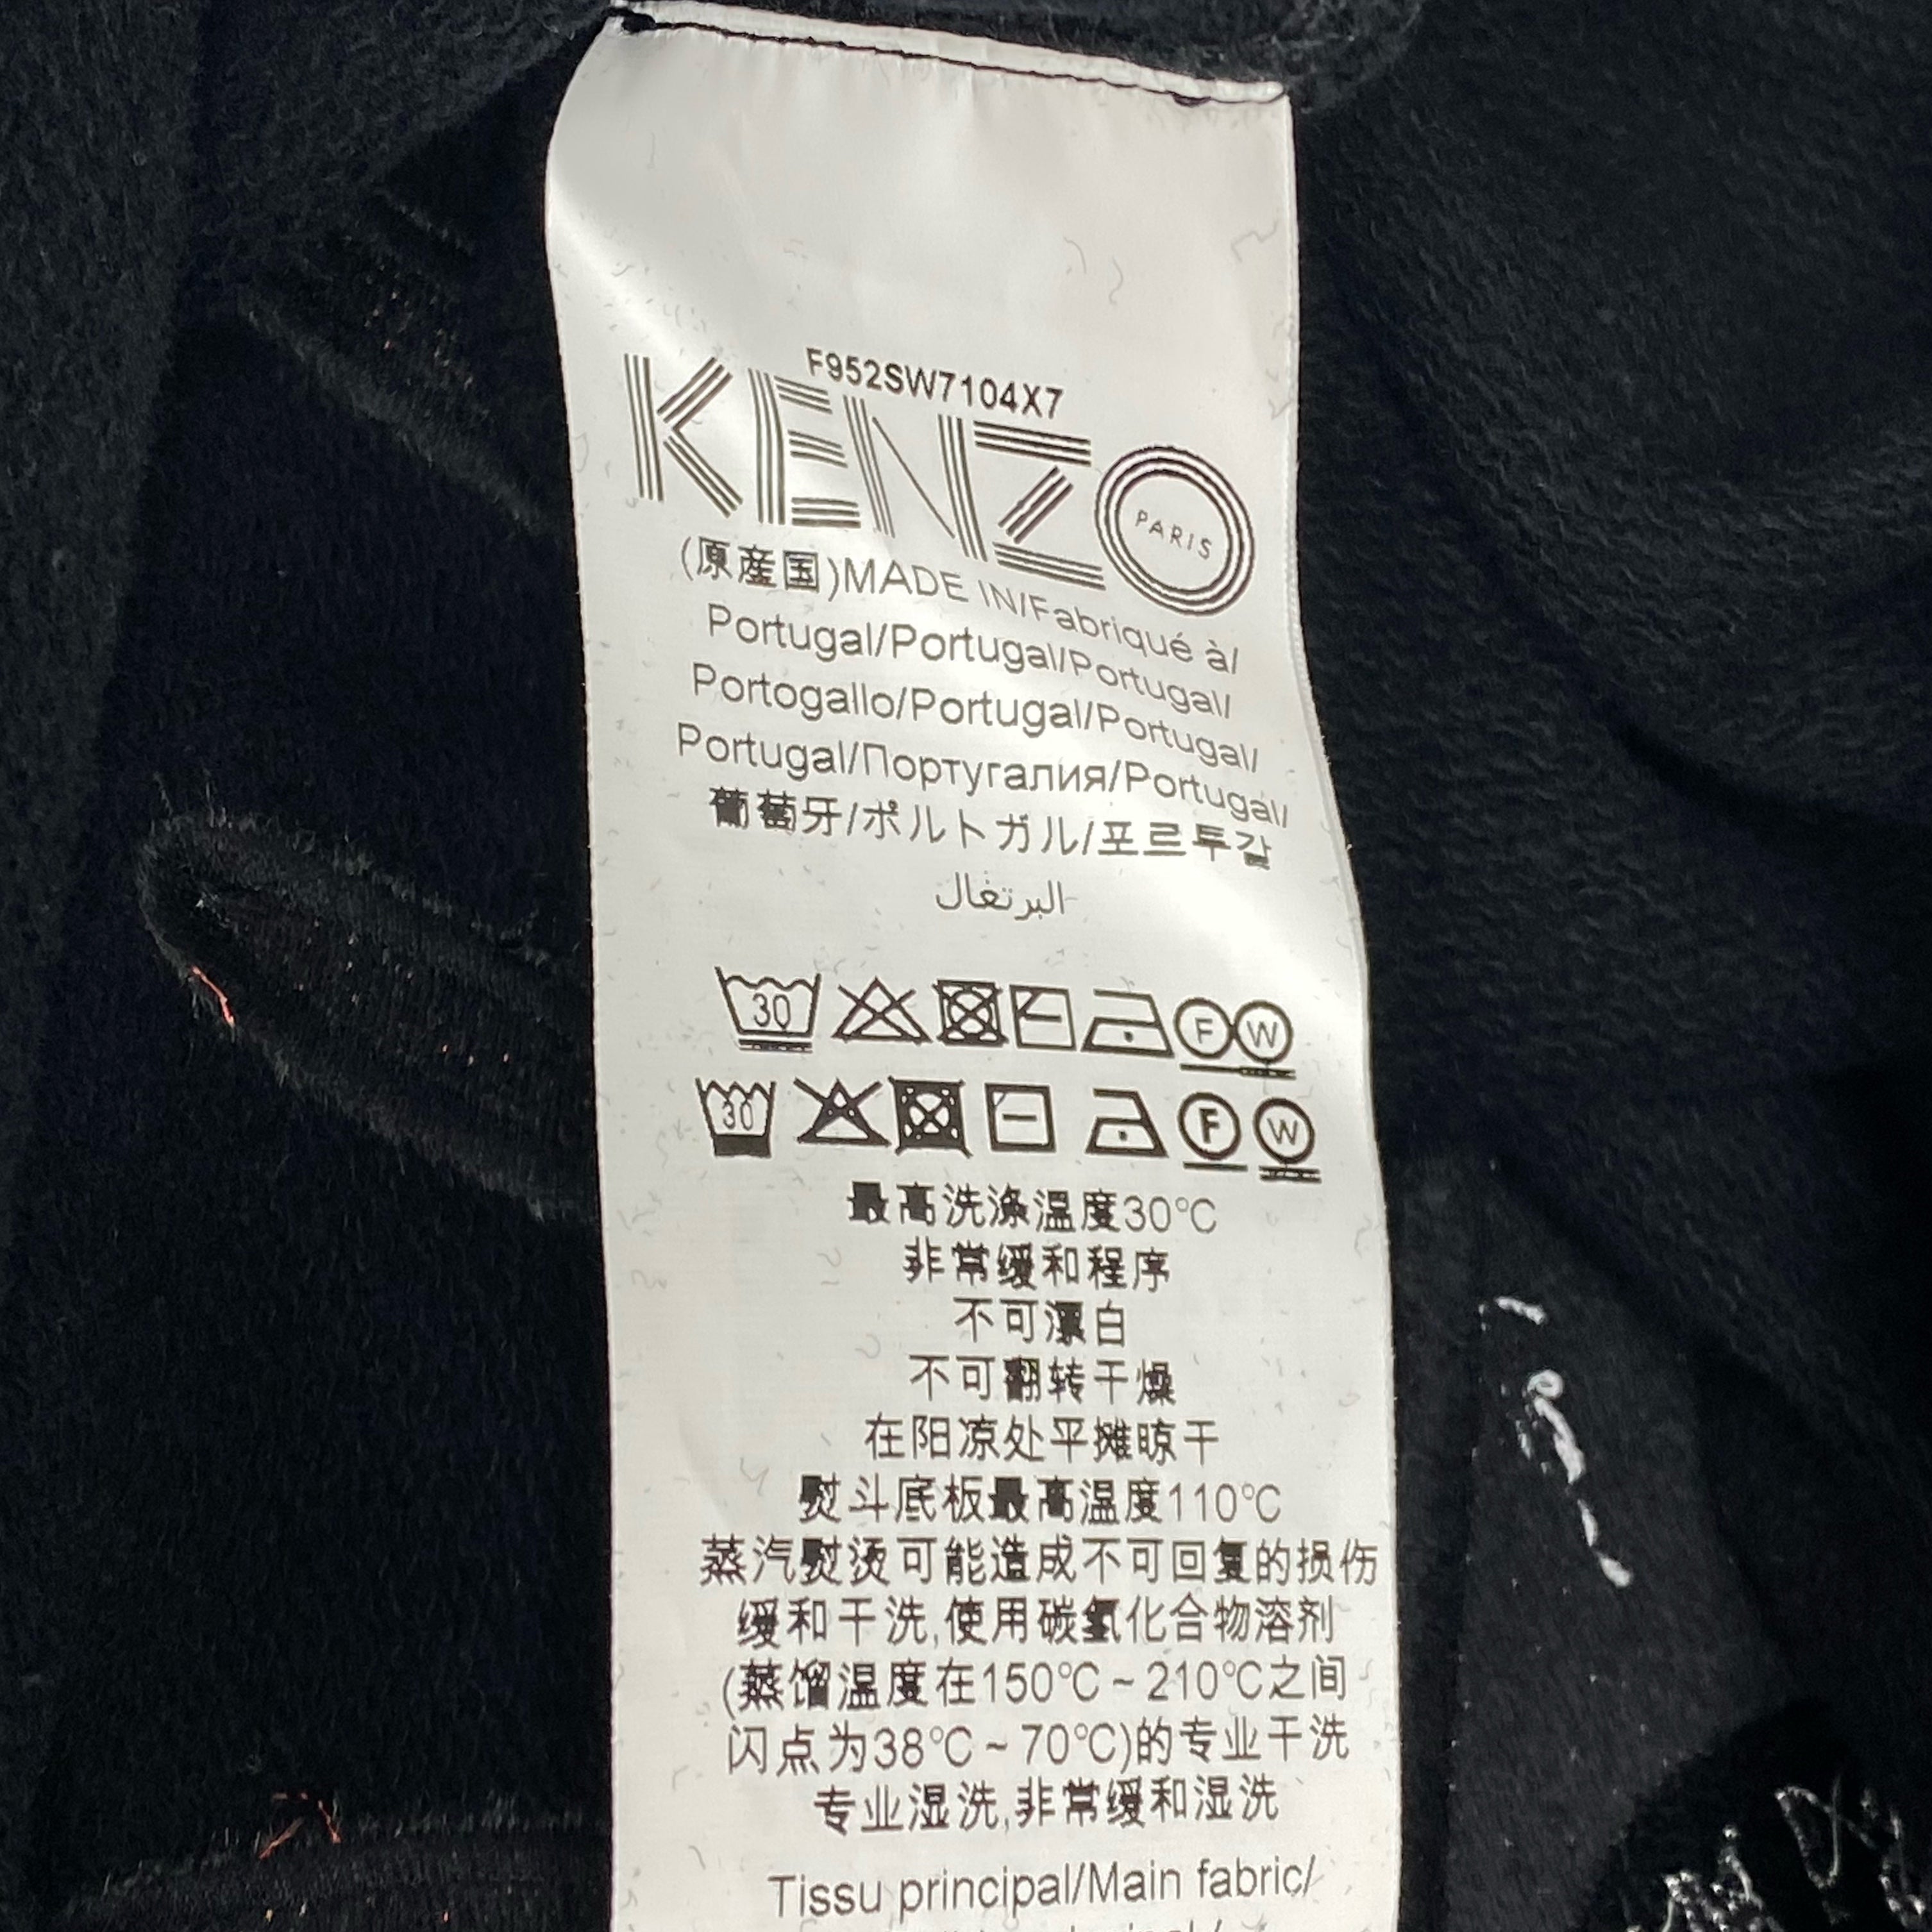 F952SW7104X7
KENZO
PARIS
(原産国)MADE IN/Fabriqué à/
Portugal/Portugal/Portugal/
Portogallo/Portugal/Portugal/
Portugal/Португалия/Portugal/
葡萄牙/ポルトガル/포르투갈
البرتغال
30 F W
30 F W
最高洗涤温度30°C
非常缓和程序
不可漂白
不可翻转干燥
在阳凉处平摊晾干
熨斗底板最高温度110°C
蒸汽熨烫可能造成不可回复的损伤
缓和干洗,使用碳氢化合物溶剂
(蒸馏温度在150°C~210°C之间
闪点为38°C~70°C)的专业干洗
专业湿洗,非常缓和湿洗
Tissu principal/Main fabric/